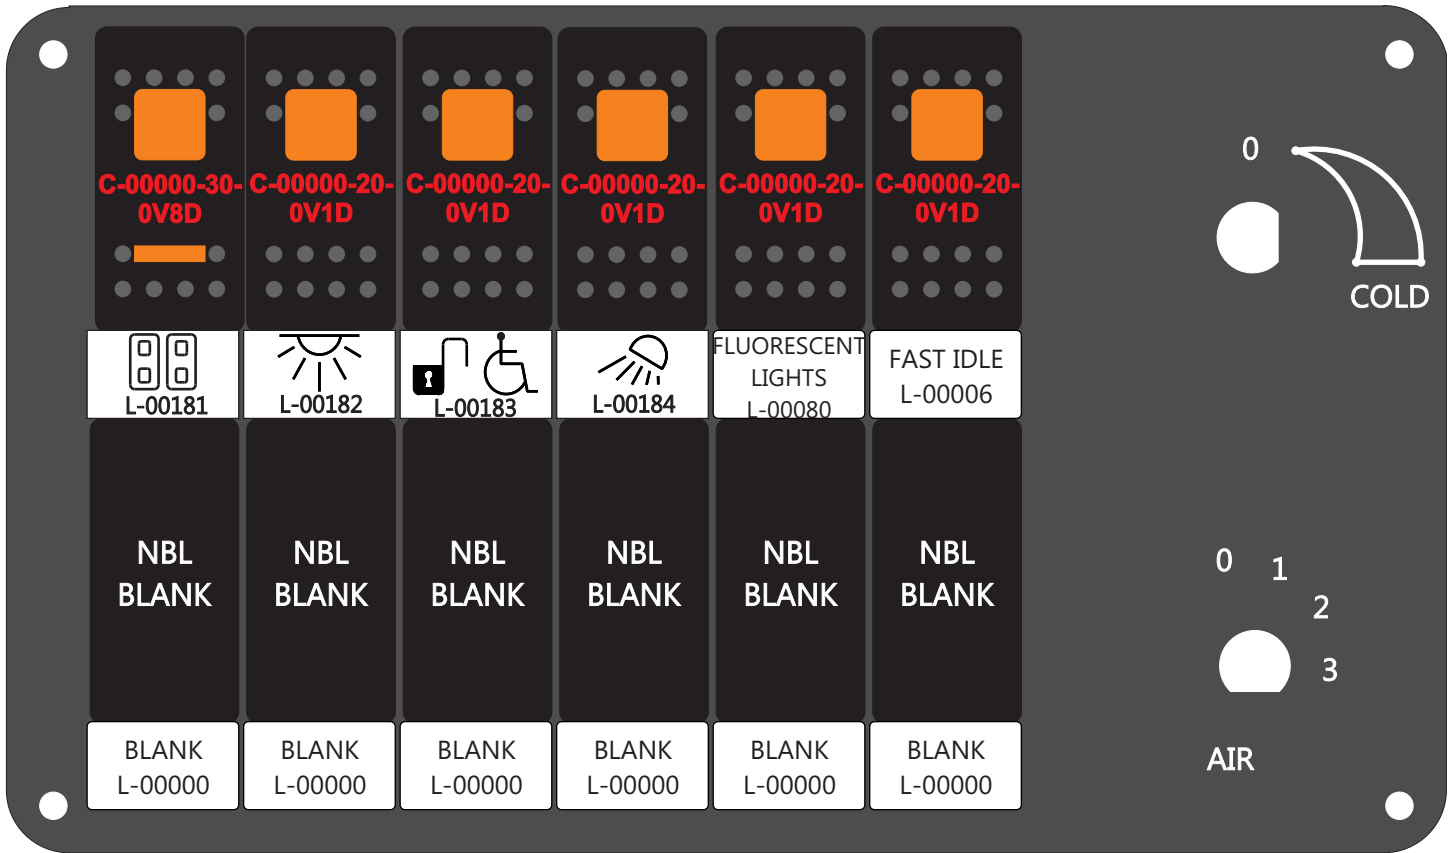 C-00000-30-
0V8D
C-00000-20-
0V1D
C-00000-20-
0V1D
C-00000-20-
0V1D
C-00000-20-
0V1D
C-00000-20-
0V1D
0
COLD
L-00181
L-00182
L-00183
L-00184
FLUORESCENT
LIGHTS
L-00080
FAST IDLE
L-00006
NBL
BLANK
NBL
BLANK
NBL
BLANK
NBL
BLANK
NBL
BLANK
NBL
BLANK
0
1
2
3
AIR
BLANK
L-00000
BLANK
L-00000
BLANK
L-00000
BLANK
L-00000
BLANK
L-00000
BLANK
L-00000